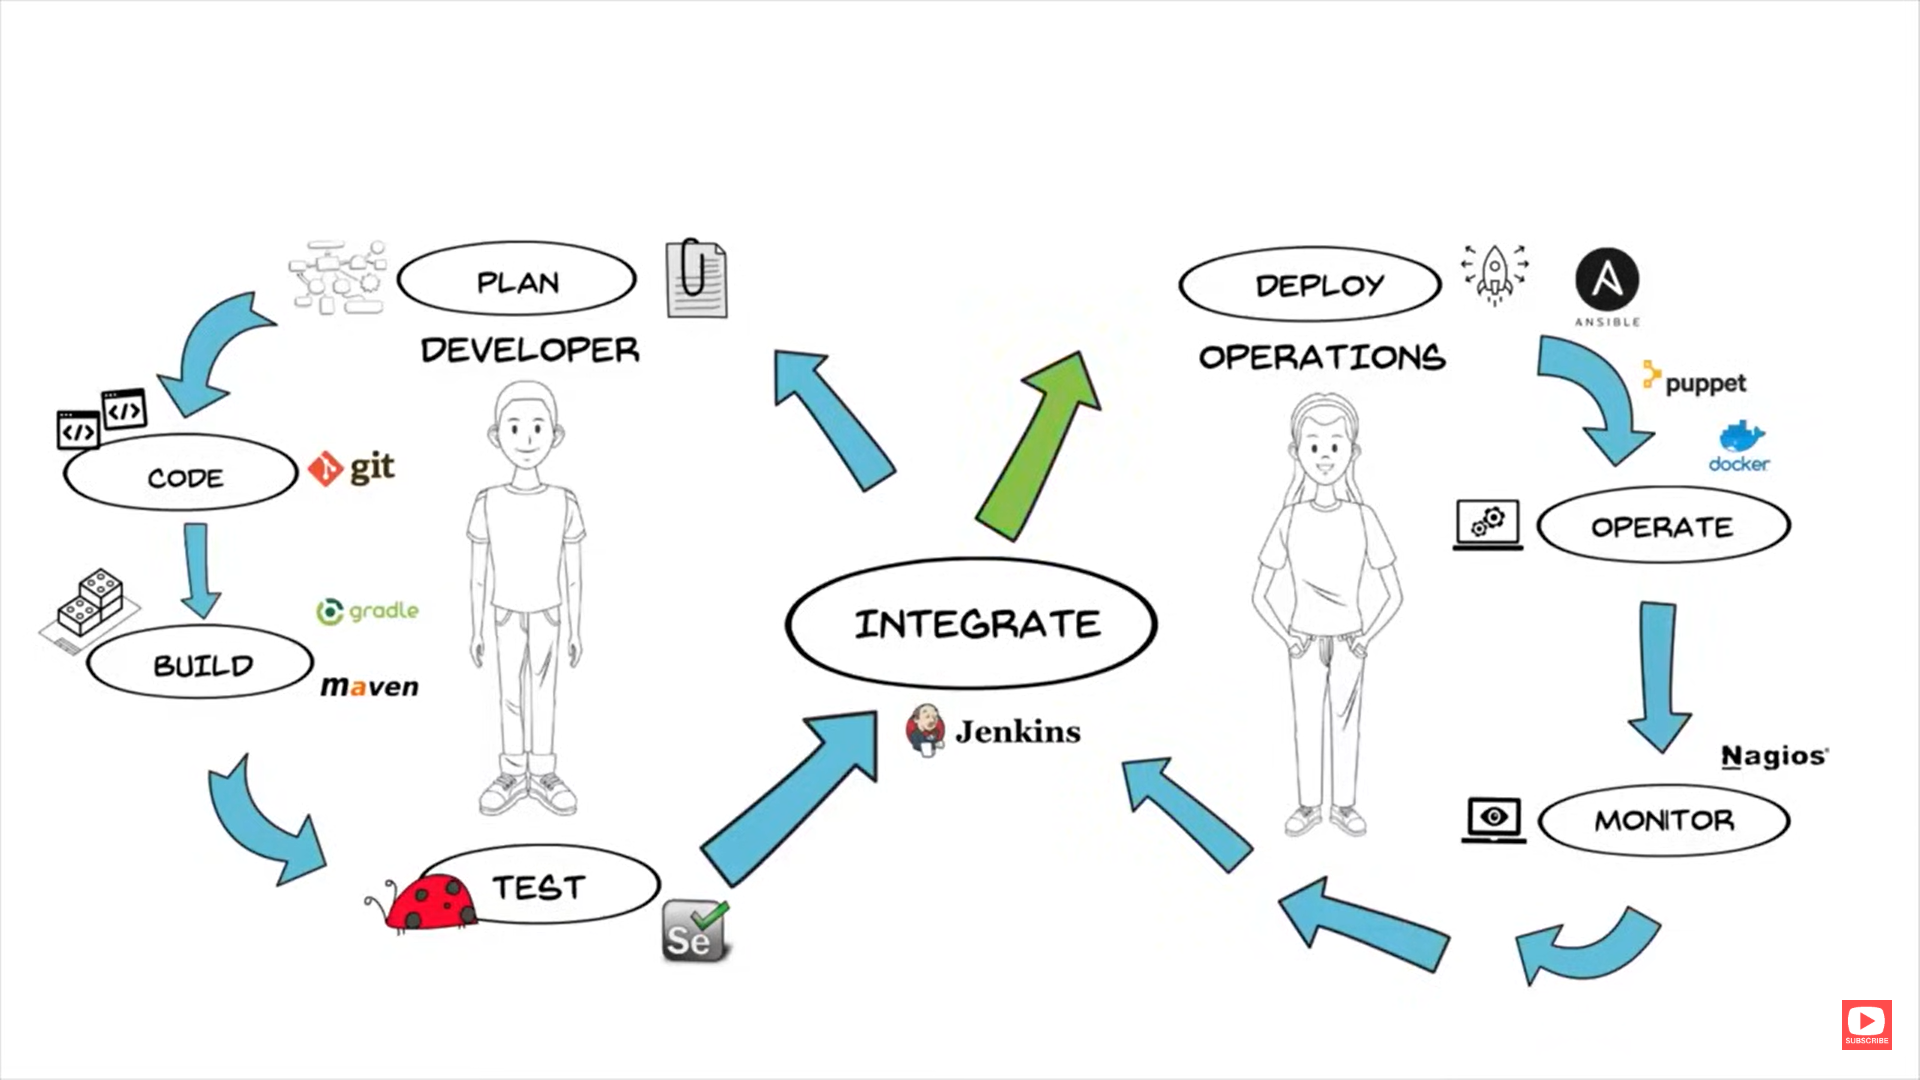 PLAN
DEVELOPER
</>
</>
CODE
git
gradle
BUILD
maven
TEST
Se
INTEGRATE
Jenkins
DEPLOY
ANSIBLE
OPERATIONS
puppet
docker
OPERATE
Nagios®
MONITOR
SUBSCRIBE